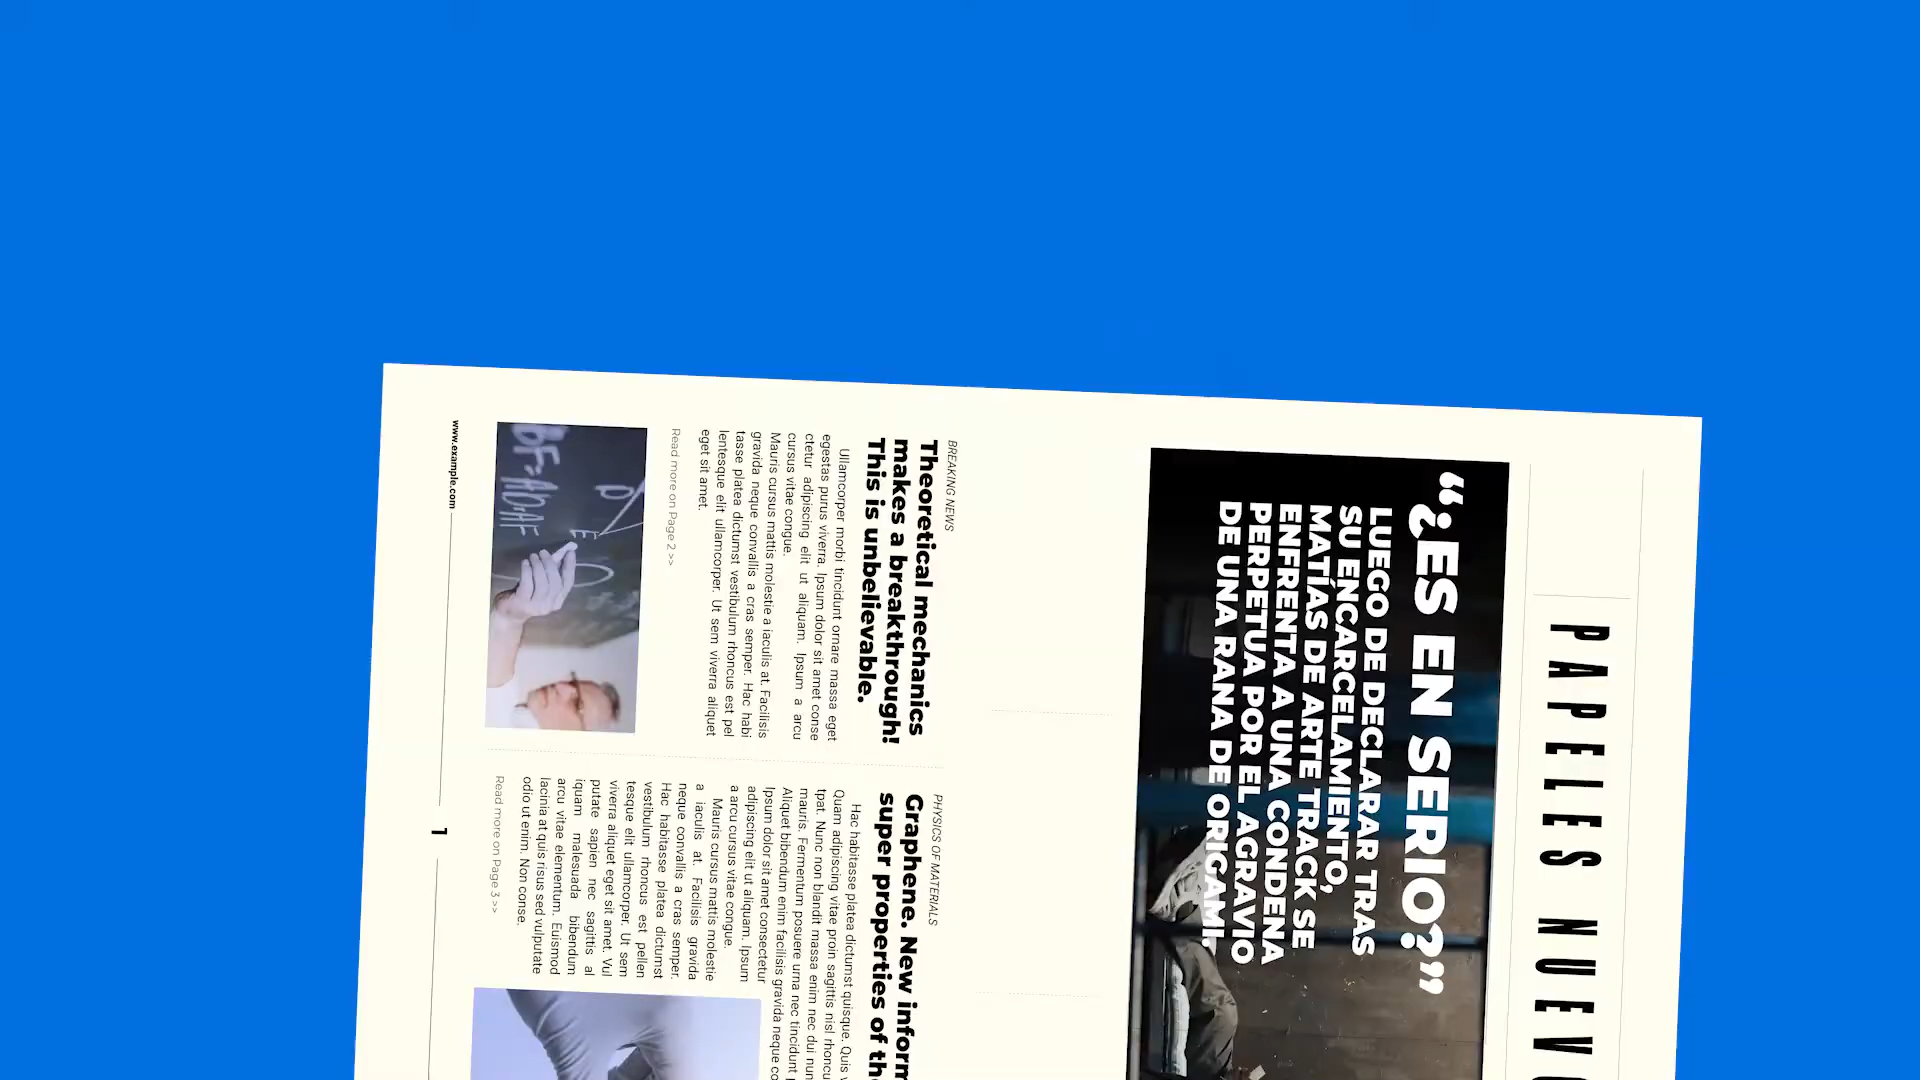 PAPELES NUEVO
“¿ES EN SERIO?”
LUEGO DE DECLARAR TRAS
SU ENCARCELAMIENTO,
MATÍAS DE ARTE TRACK SE
ENFRENTA A UNA CONDENA
PERPETUA POR EL AGRAVIO
DE UNA RANA DE ORIGAMI.
BREAKING NEWS
Theoretical mechanics
makes a breakthrough!
This is unbelievable.
Ullamcorper morbi tincidunt ornare massa eget
egestas purus viverra. Ipsum dolor sit amet conse
ctetur adipiscing elit ut aliquam. Ipsum a arcu
cursus vitae congue.
Mauris cursus mattis molestie a iaculis at. Facilisis
gravida neque convallis a cras semper. Hac habi
tasse platea dictumst vestibulum rhoncus est pel
lentesque elit ullamcorper. Ut sem viverra aliquet
eget sit amet.
Read more on Page 2 >>
PHYSICS OF MATERIALS
Graphene. New inform
super properties of the
Hac habitasse platea dictumst quisque. Quis v
Quam adipiscing vitae proin sagittis nisl rhoncu
tpat. Nunc non blandit massa enim nec dui nun
mauris. Fermentum posuere urna nec tincidunt
Aliquet bibendum enim facilisis gravida neque co
Ipsum dolor sit amet consectetur
adipiscing elit ut aliquam. Ipsum
a arcu cursus vitae congue.
Mauris cursus mattis molestie
a iaculis at. Facilisis gravida
neque convallis a cras semper.
Hac habitasse platea dictumst
vestibulum rhoncus est pellen
tesque elit ullamcorper. Ut sem
viverra aliquet eget sit amet. Vul
putate sapien nec sagittis al
iquam malesuada bibendum
arcu vitae elementum. Euismod
lacinia at quis risus sed vulputate
odio ut enim. Non conse.
Read more on Page 3 >>
www.example.com
1